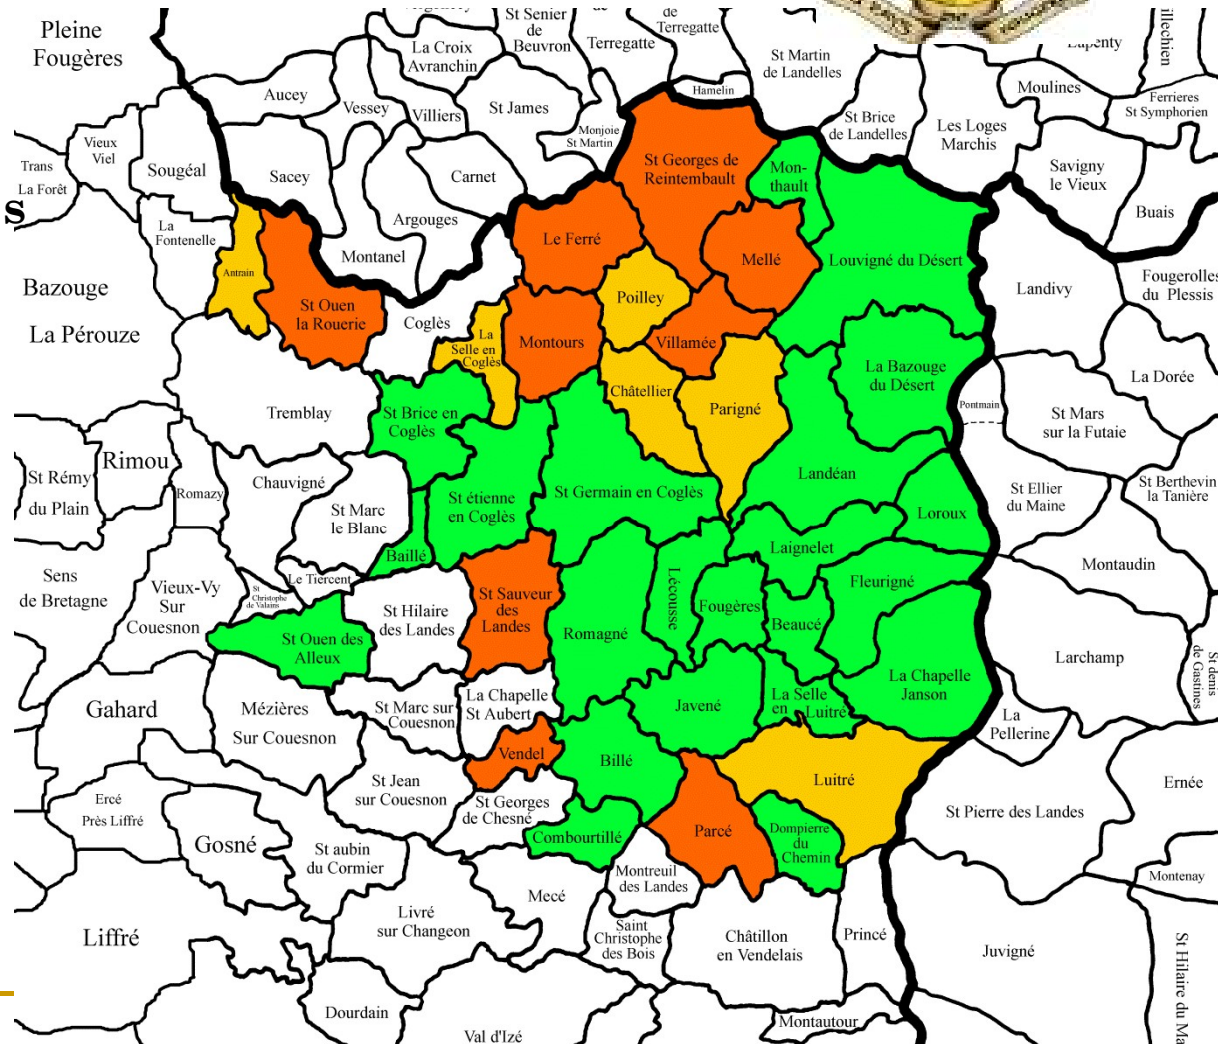 Pleine
Fougères
St Senier
de
Beuvron
de
Terregatte
de
Terregatte
La Croix
Avranchin
St Martin
de Landelles
Lapenty
illechien
Aucey
Vessey
Villiers
St James
Hamelin
Moulines
Ferrieres
St Symphorien
Monjoie
St Martin
St Brice
de Landelles
Les Loges
Marchis
Vieux
Viel
Trans
La Forêt
Sougéal
Sacey
Carnet
St Georges de
Reintembault
Mon-
thault
Savigny
le Vieux
Buais
s
La
Fontenelle
Argouges
Montanel
Le Ferré
Mellé
Louvigné du Désert
Antrain
Bazouge
La Pérouze
St Ouen
la Rouerie
Coglès
La
Selle en
Coglès
Poilley
Montours
Villamée
Landivy
Fougerolles
du Plessis
La Bazouge
du Désert
La Dorée
Tremblay
St Brice en
Coglès
Châtellier
Parigné
Pontmain
St Mars
sur la Futaie
Rimou
St Rémy
du Plain
Romazy
Chauvigné
St Marc
le Blanc
St étienne
en Coglès
St Germain en Coglès
Landéan
Loroux
St Ellier
du Maine
St Berthevin
la Tanière
Baillé
Laignelet
Fleurigné
Montaudin
Sens
de Bretagne
Vieux-Vy
Sur
Couesnon
Le Tiercent
St
Christophe
de Valains
St Hilaire
des Landes
St Sauveur
des
Landes
Romagné
Lécousse
Fougères
Beaucé
St Ouen des
Alleux
La Chapelle
Janson
Larchamp
St denis
de Gastines
Gahard
Mézières
Sur Couesnon
St Marc sur
Couesnon
La Chapelle
St Aubert
Javené
La Selle
en Luitré
La
Pellerine
Vendel
Billé
Luitré
Ernée
St Jean
sur Couesnon
St Georges
de Chesné
Ercé
Près Liffré
Gosné
St aubin
du Cormier
Combourtillé
Parcé
Dompierre
du
Chemin
St Pierre des Landes
Montreuil
des Landes
Mecé
Montenay
Liffré
Livré
sur Changeon
Saint
Christophe
des Bois
Châtillon
en Vendelais
Princé
Juvigné
St Hilaire du Ma
Dourdain
Val d'Izé
Montautour